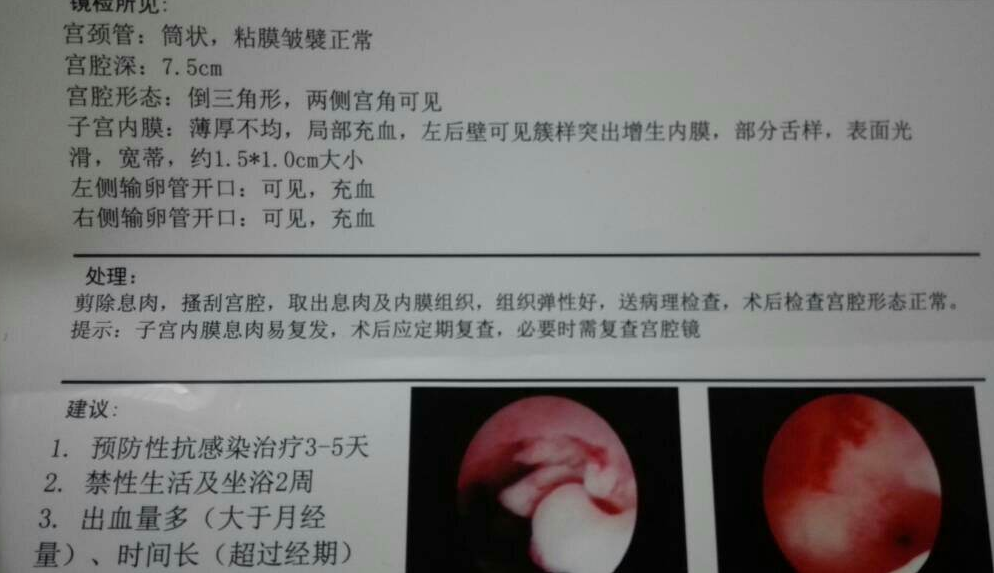 镜检所见:
宫颈管: 筒状, 粘膜皱襞正常
宫腔深: 7.5cm
宫腔形态: 倒三角形, 两侧宫角可见
子宫内膜: 薄厚不均, 局部充血, 左后壁可见簇样突出增生内膜, 部分舌样, 表面光
滑, 宽蒂, 约1.5*1.0cm大小
左侧输卵管开口: 可见, 充血
右侧输卵管开口: 可见, 充血
处理:
剪除息肉, 搔刮宫腔, 取出息肉及内膜组织, 组织弹性好, 送病理检查, 术后检查宫腔形态正常。
提示: 子宫内膜息肉易复发, 术后应定期复查, 必要时需复查宫腔镜
建议:
1. 预防性抗感染治疗3-5天
2. 禁性生活及坐浴2周
3. 出血量多（大于月经
量）、时间长（超过经期）